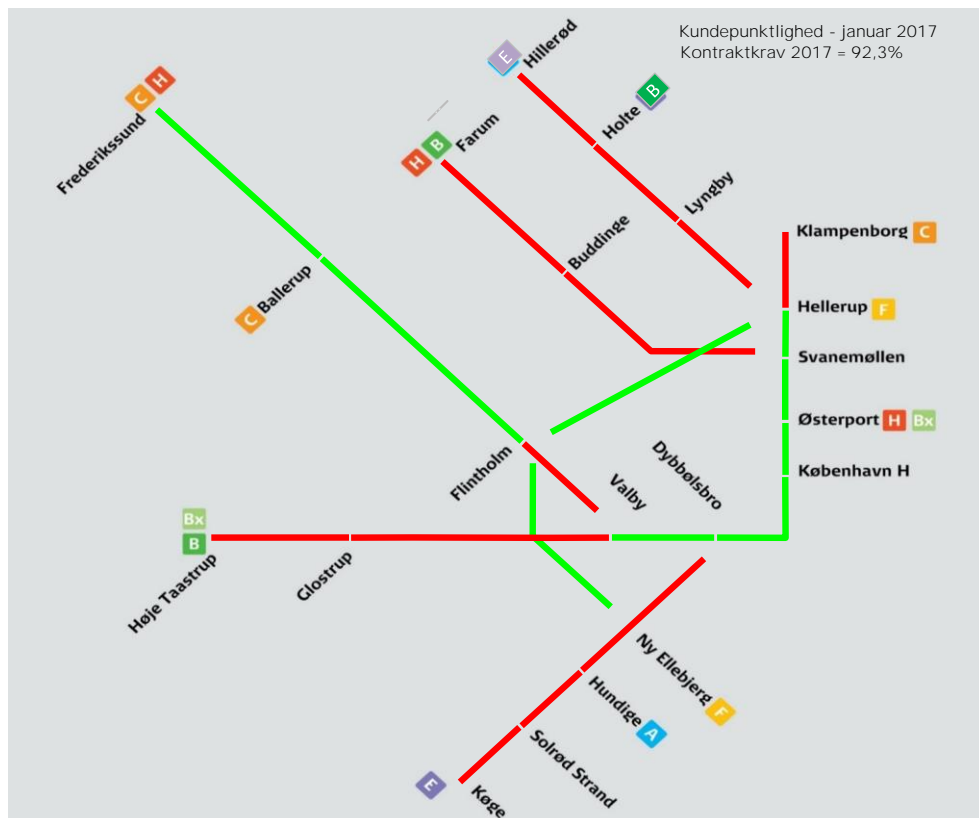 Kundepunktlighed - januar 2017
Kontraktkrav 2017 = 92,3%
E
Hillerød
B
Holte
C
H
Frederikssund
H
B
Farum
Lyngby
Klampenborg C
Buddinge
C
Ballerup
Hellerup F
Svanemøllen
Østerport H Bx
Flintholm
Dybbølsbro
København H
Valby
Bx
B
Høje Taastrup
Glostrup
Ny Ellebjerg
F
Hundige
A
Solrød Strand
E
Køge